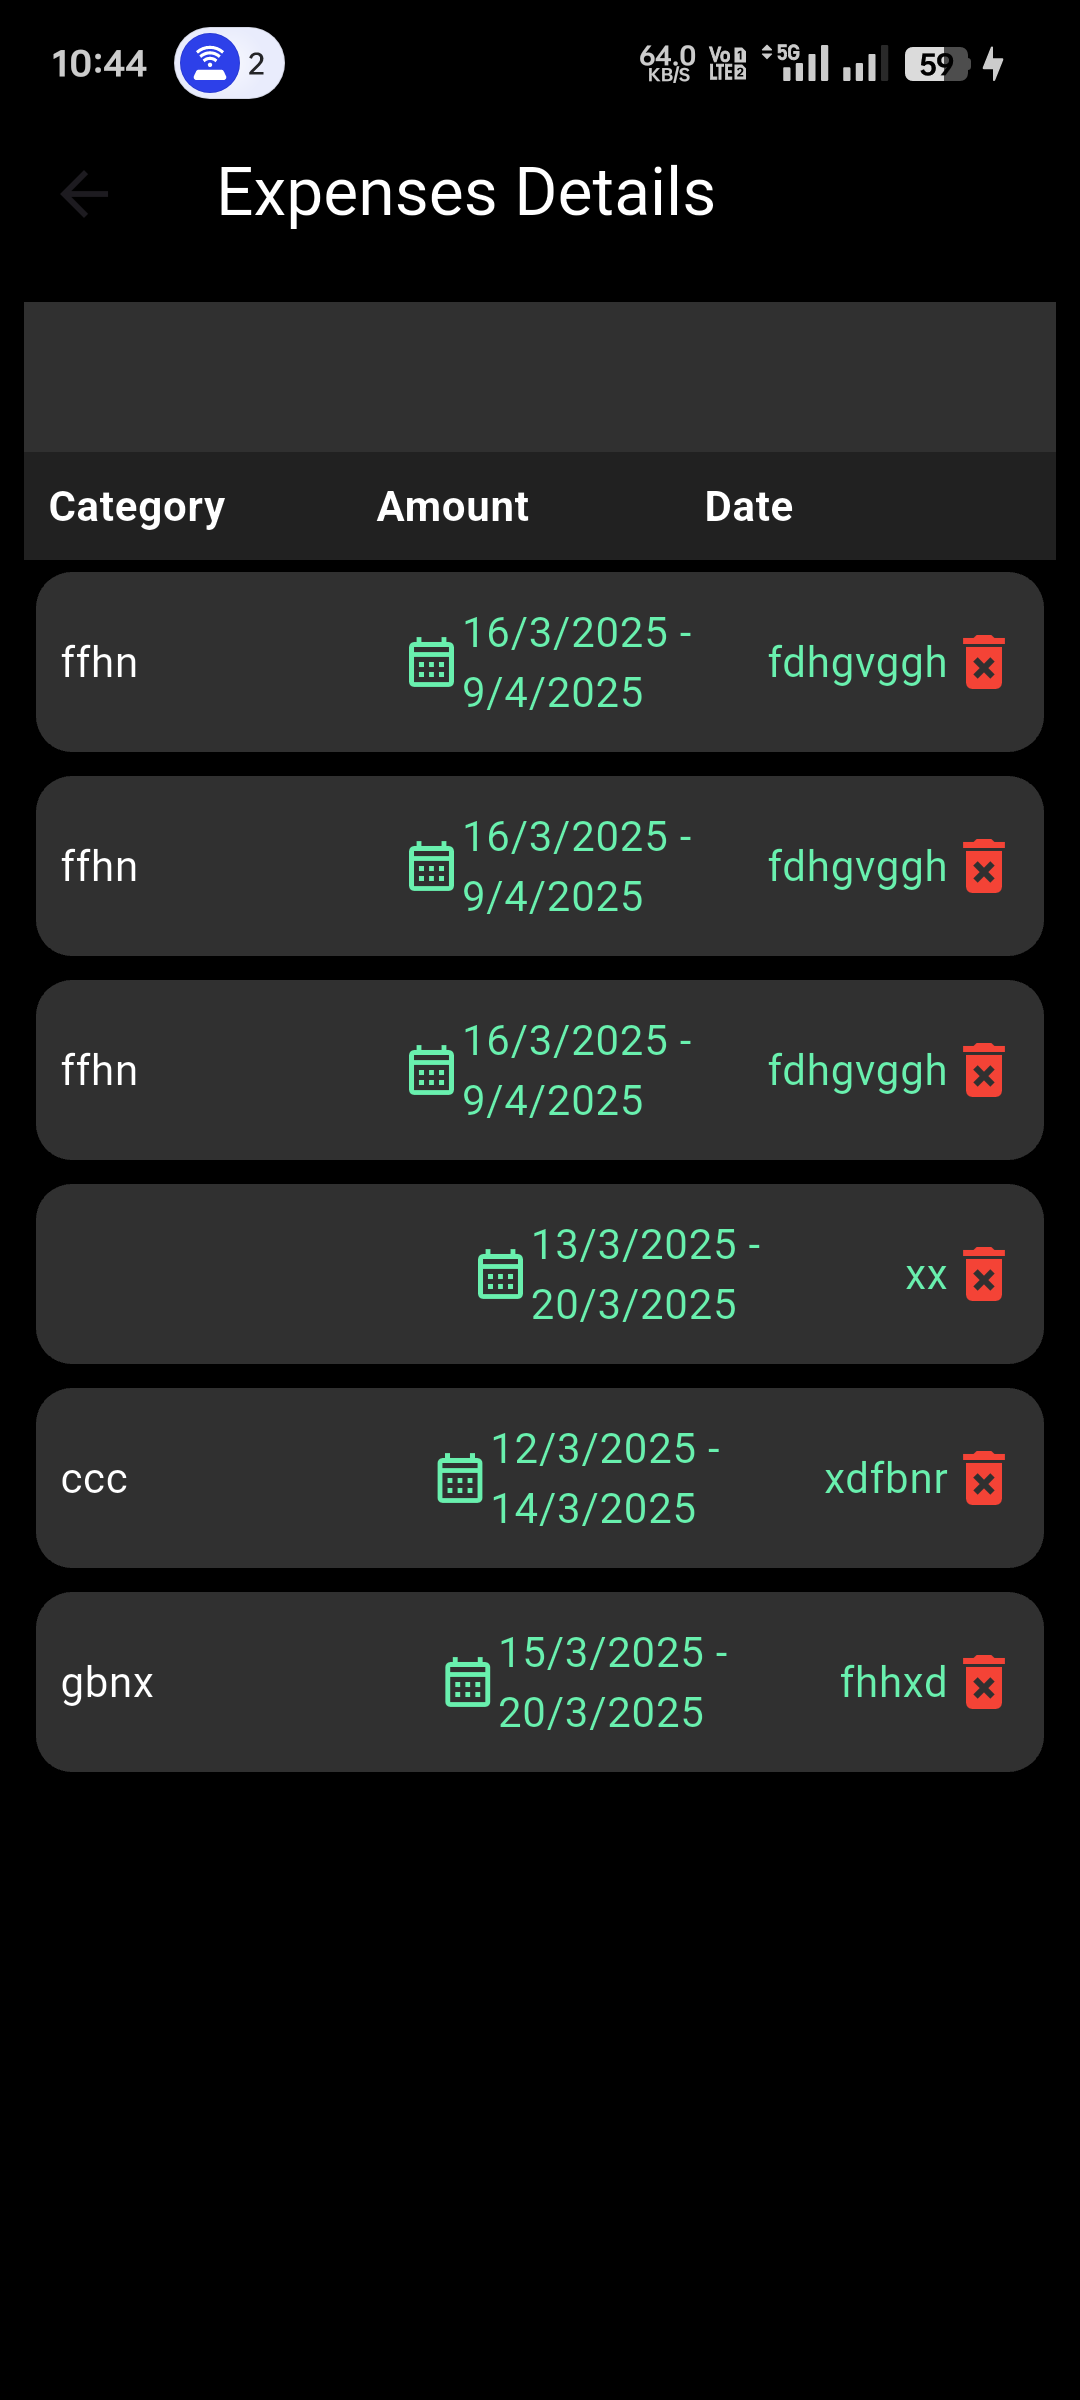 10:44
2
64.0
KB/S
Vo 1
LTE 2
5G
59
Expenses Details
Category Amount Date
ffhn
16/3/2025 -
9/4/2025
fdhgvggh
ffhn
16/3/2025 -
9/4/2025
fdhgvggh
ffhn
16/3/2025 -
9/4/2025
fdhgvggh
13/3/2025 -
20/3/2025
xx
ccc
12/3/2025 -
14/3/2025
xdfbnr
gbnx
15/3/2025 -
20/3/2025
fhhxd